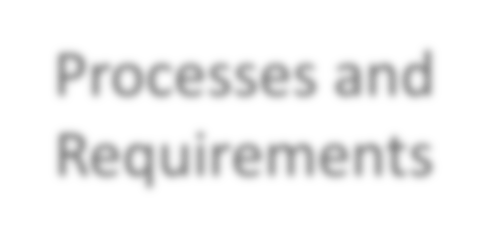 Processes and
Requirements